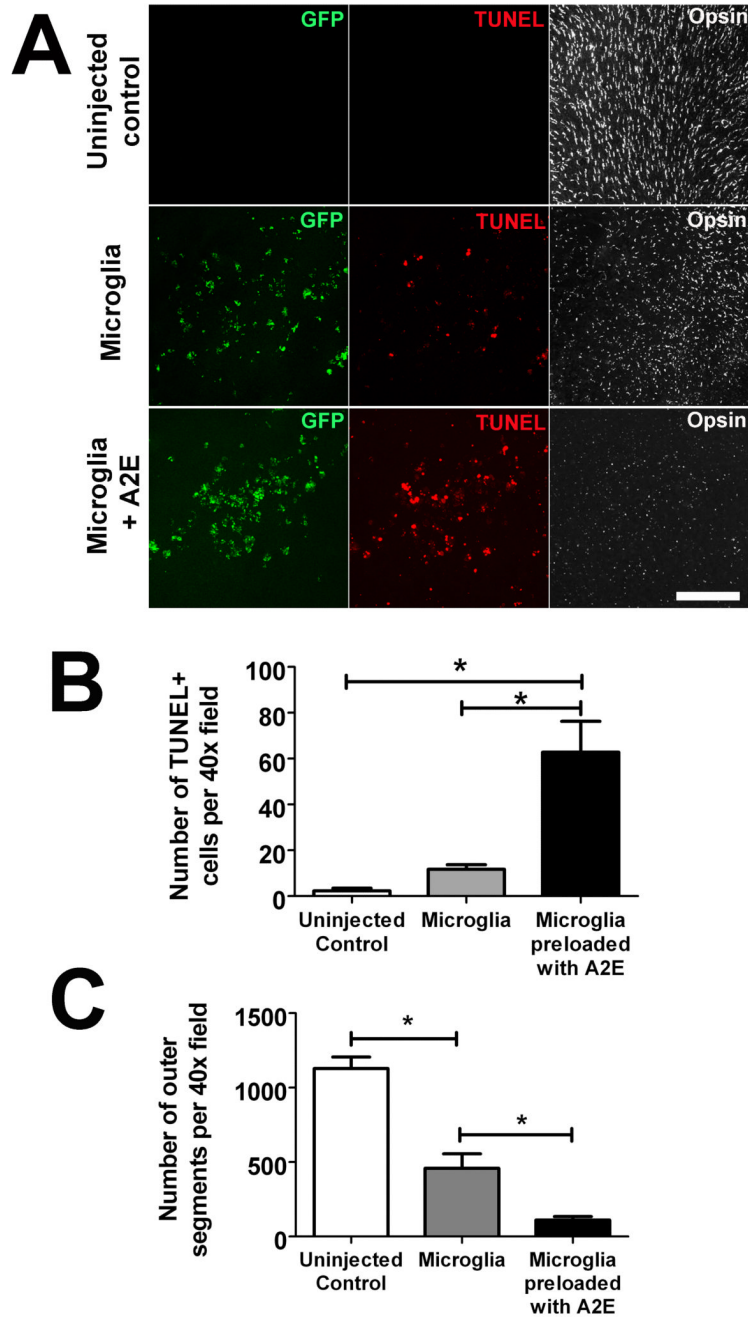 A
GFP
TUNEL
Opsin
Uninjected
control
GFP
TUNEL
Opsin
Microglia
GFP
TUNEL
Opsin
Microglia
+ A2E
B
Number of TUNEL+
cells per 40x field
100
80
60
40
20
0
*
*
Uninjected
Control
Microglia
Microglia
preloaded
with A2E
C
Number of outer
segments per 40x field
1500
1000
500
0
*
*
Uninjected
Control
Microglia
Microglia
preloaded
with A2E